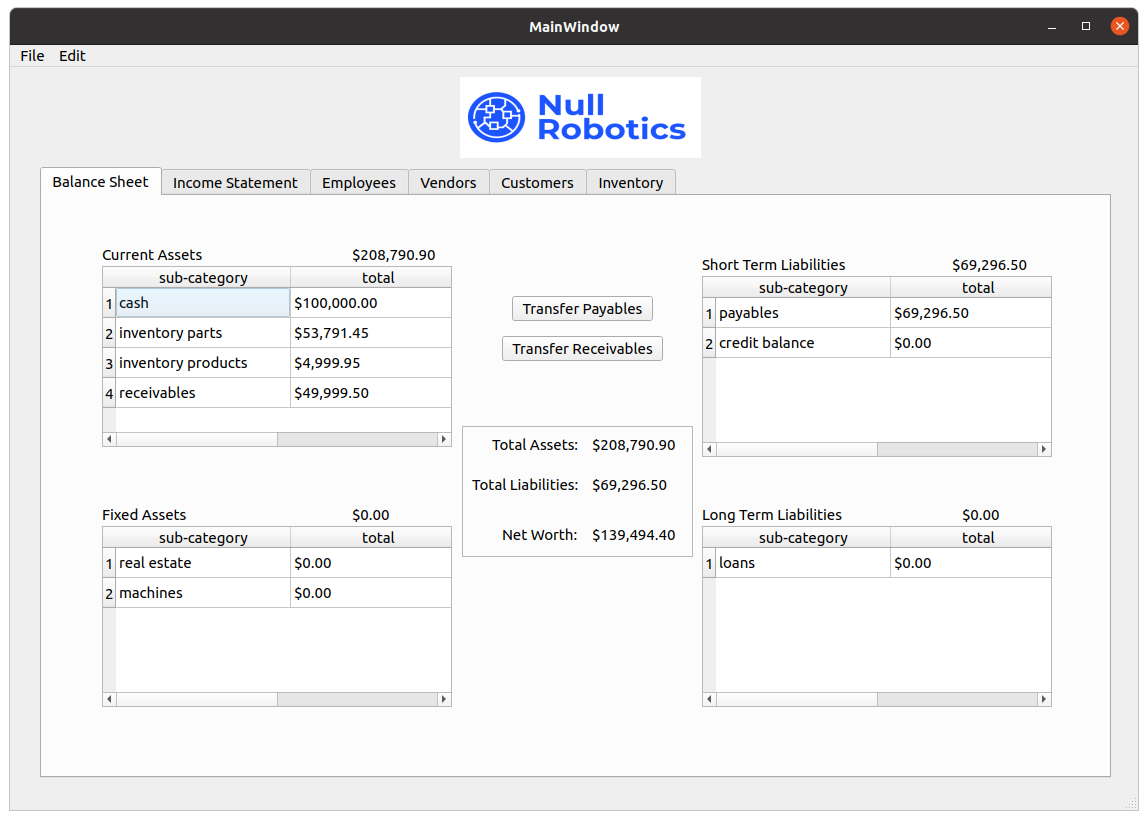 MainWindow
File Edit
Null
Robotics
Balance Sheet Income Statement Employees Vendors Customers Inventory
Current Assets $208,790.90
sub-category total
1 cash $100,000.00
2 inventory parts $53,791.45
3 inventory products $4,999.95
4 receivables $49,999.50
Transfer Payables
Transfer Receivables
Short Term Liabilities $69,296.50
sub-category total
1 payables $69,296.50
2 credit balance $0.00
Total Assets: $208,790.90
Total Liabilities: $69,296.50
Net Worth: $139,494.40
Fixed Assets $0.00
sub-category total
1 real estate $0.00
2 machines $0.00
Long Term Liabilities $0.00
sub-category total
1 loans $0.00